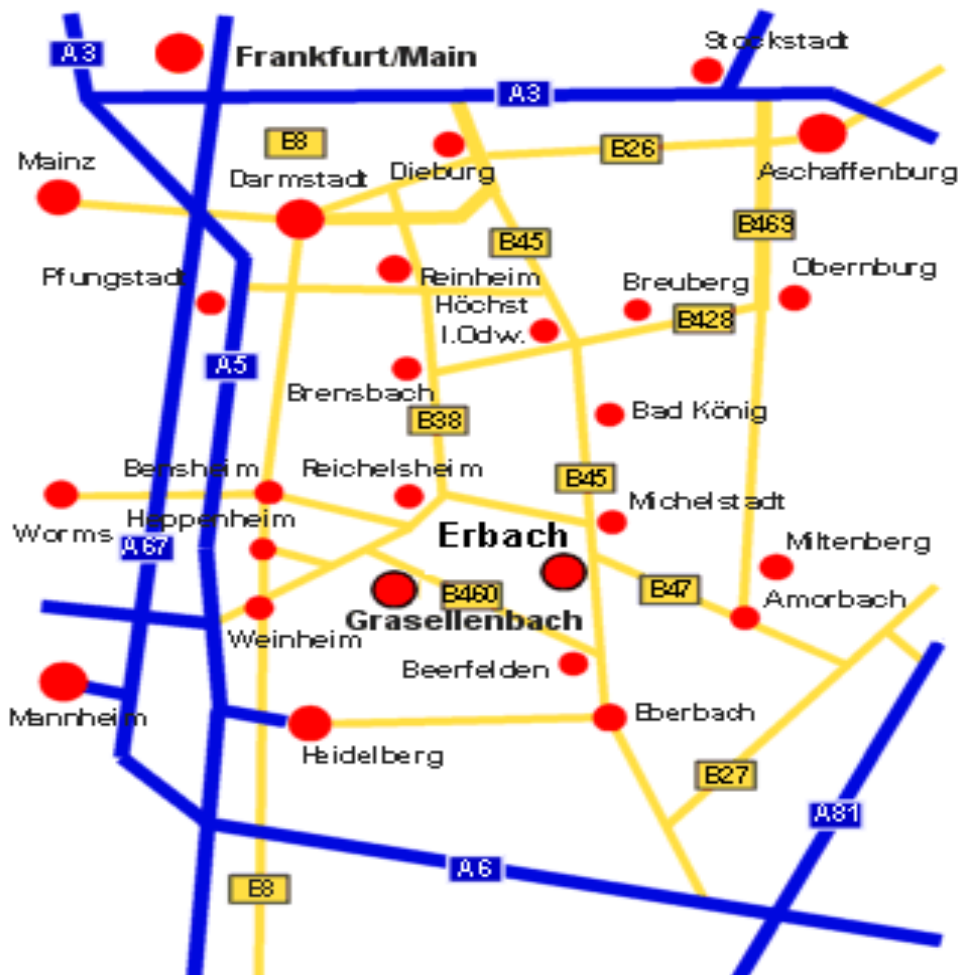 Stockstadt
A3
Frankfurt/Main
A3
B8
B26
Mainz
Dieburg
Aschaffenburg
Darmstadt
B469
B45
Pfungstadt
Reinheim
Obernburg
Breuberg
Höchst
I.Odw.
B428
A5
Brensbach
Bad König
B38
Bensheim
Reichelsheim
B45
Michelstadt
Heppenheim
Worms
Erbach
A67
Miltenberg
B460
B47
Amorbach
Grasellenbach
Weinheim
Beerfelden
Mannheim
Eberbach
Heidelberg
B27
A81
A6
B8